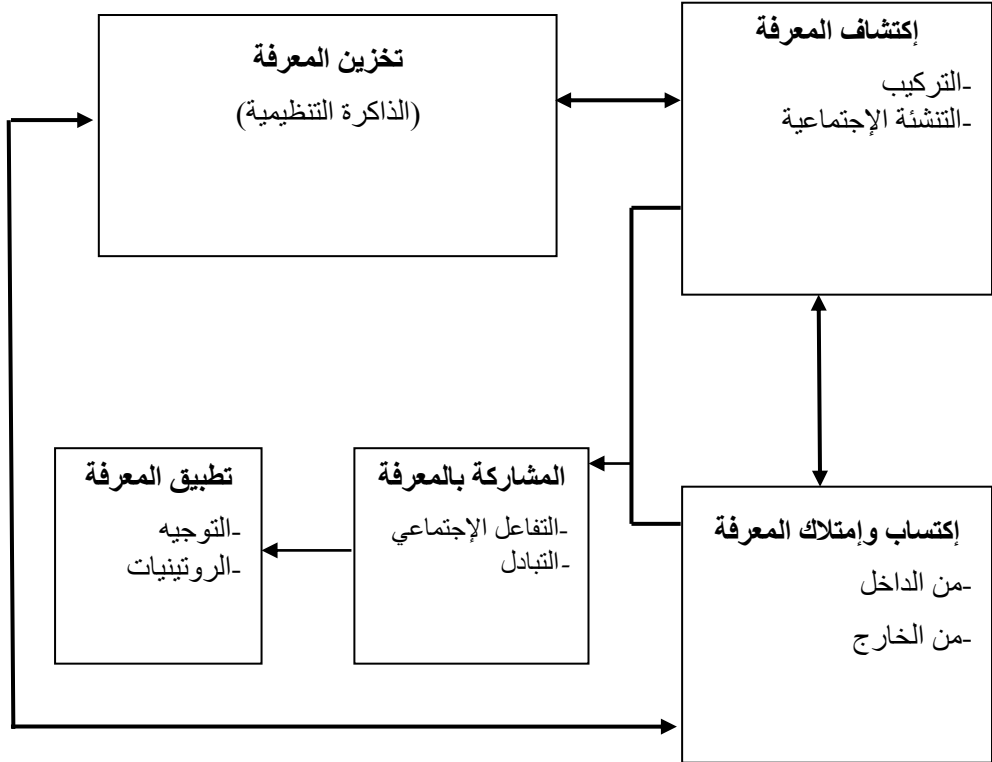 إكتشاف المعرفة
-التركيب
-التنشئة الإجتماعية
تخزين المعرفة
(الذاكرة التنظيمية)
إكتساب وإمتلاك المعرفة
-من الداخل
-من الخارج
المشاركة بالمعرفة
-التفاعل الإجتماعي
-التبادل
تطبيق المعرفة
-التوجيه
-الروتينيات